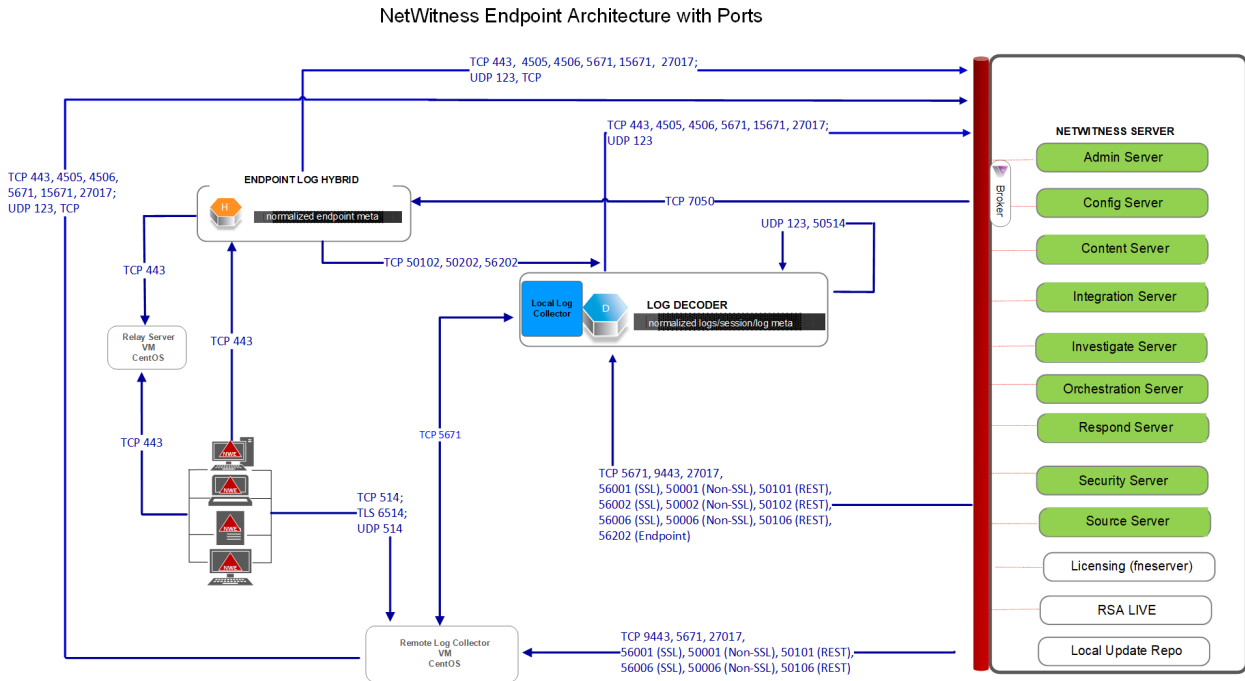 NetWitness Endpoint Architecture with Ports
TCP 443, 4505, 4506, 5671, 15671, 27017;
UDP 123, TCP
TCP 443, 4505, 4506, 5671, 15671, 27017;
UDP 123
NETWITNESS SERVER
Admin Server
Broker
Config Server
Content Server
Integration Server
Investigate Server
Orchestration Server
Respond Server
Security Server
Source Server
Licensing (fneserver)
RSA LIVE
Local Update Repo
TCP 443, 4505, 4506,
5671, 15671, 27017;
UDP 123, TCP
ENDPOINT LOG HYBRID
H
normalized endpoint meta
TCP 7050
UDP 123, 50514
TCP 443
TCP 50102, 50202, 56202
Local Log
Collector
D
LOG DECODER
normalized logs/session/log meta
Relay Server
VM
CentOS
TCP 443
TCP 443
TCP 5671
NWE
NWE
NWE
NWE
TCP 514;
TLS 6514;
UDP 514
TCP 5671, 9443, 27017,
56001 (SSL), 50001 (Non-SSL), 50101 (REST),
56002 (SSL), 50002 (Non-SSL), 50102 (REST),
56006 (SSL), 50006 (Non-SSL), 50106 (REST),
56202 (Endpoint)
Remote Log Collector
VM
CentOS
TCP 9443, 5671, 27017,
56001 (SSL), 50001 (Non-SSL), 50101 (REST),
56006 (SSL), 50006 (Non-SSL), 50106 (REST)